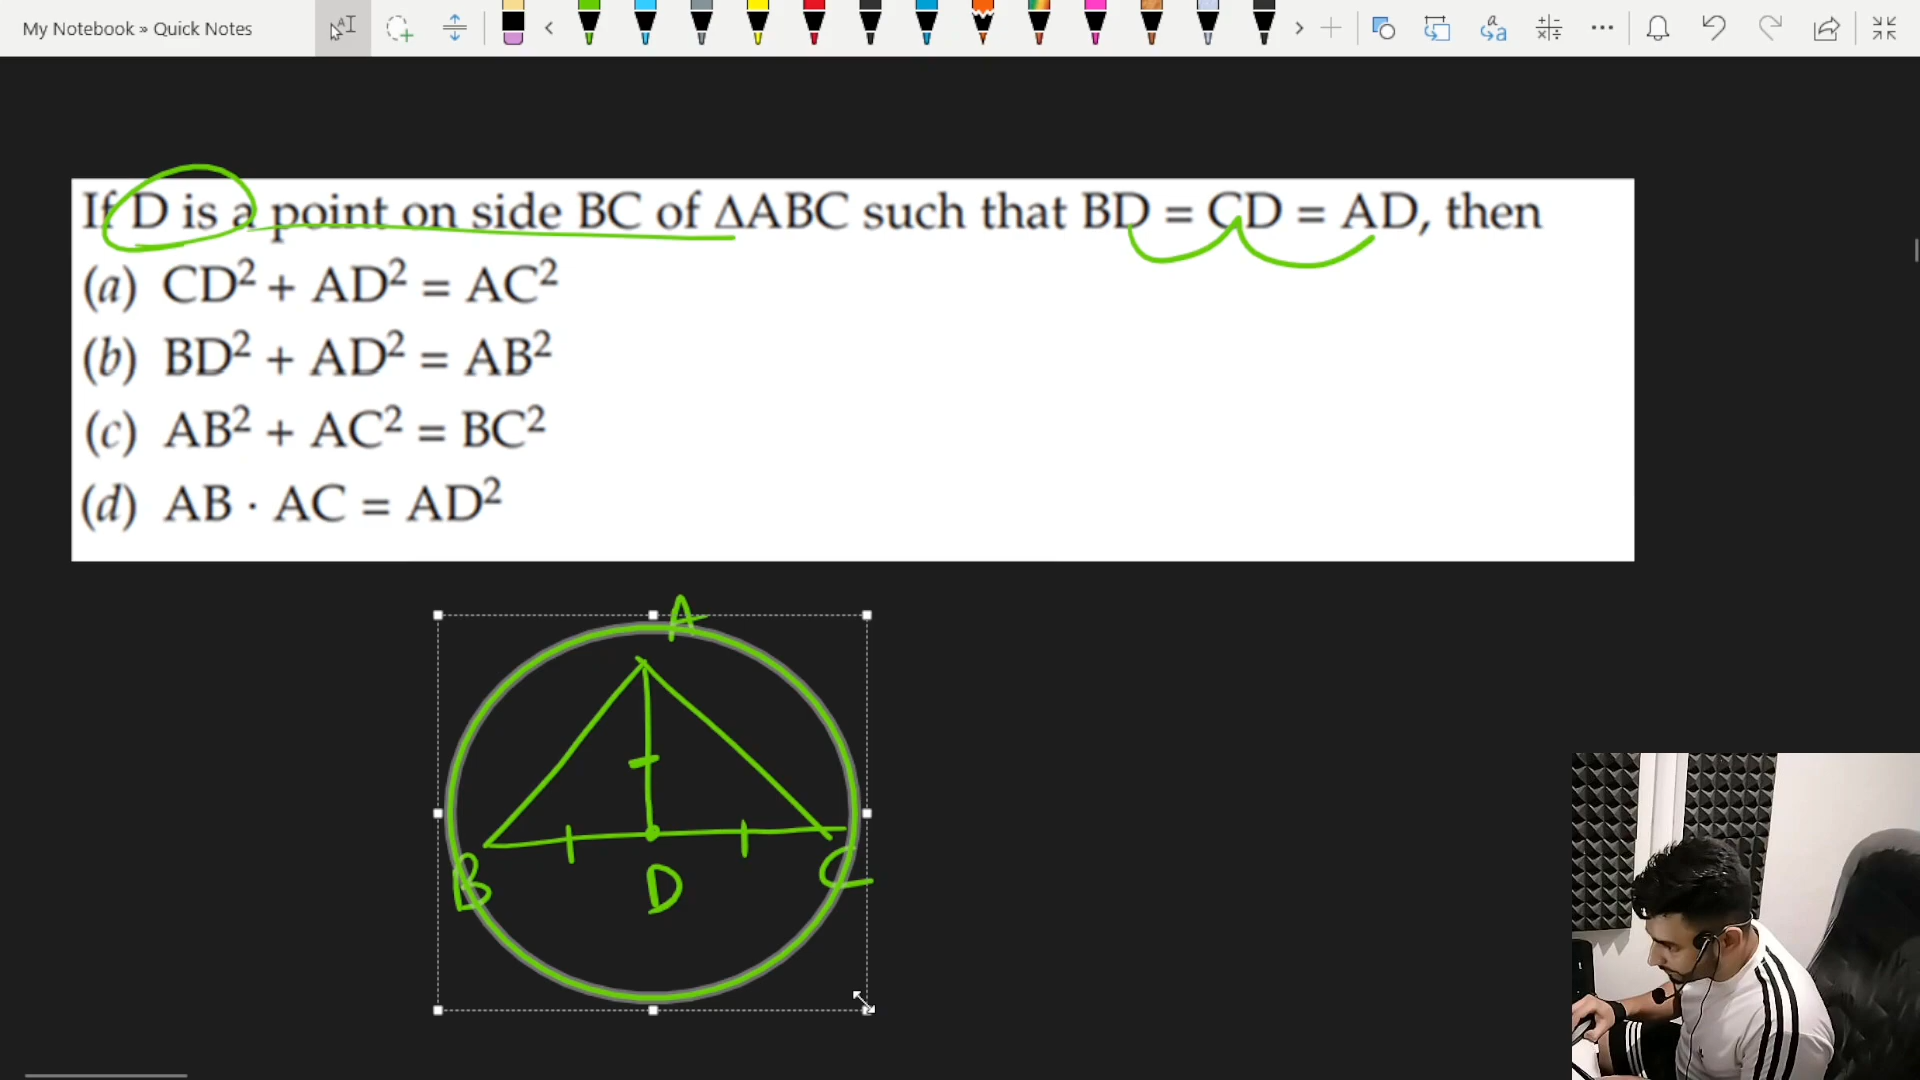 My Notebook » Quick Notes
If D is a point on side BC of ΔABC such that BD = CD = AD, then
(a) CD² + AD² = AC²
(b) BD² + AD² = AB²
(c) AB² + AC² = BC²
(d) AB · AC = AD²
A
B D C